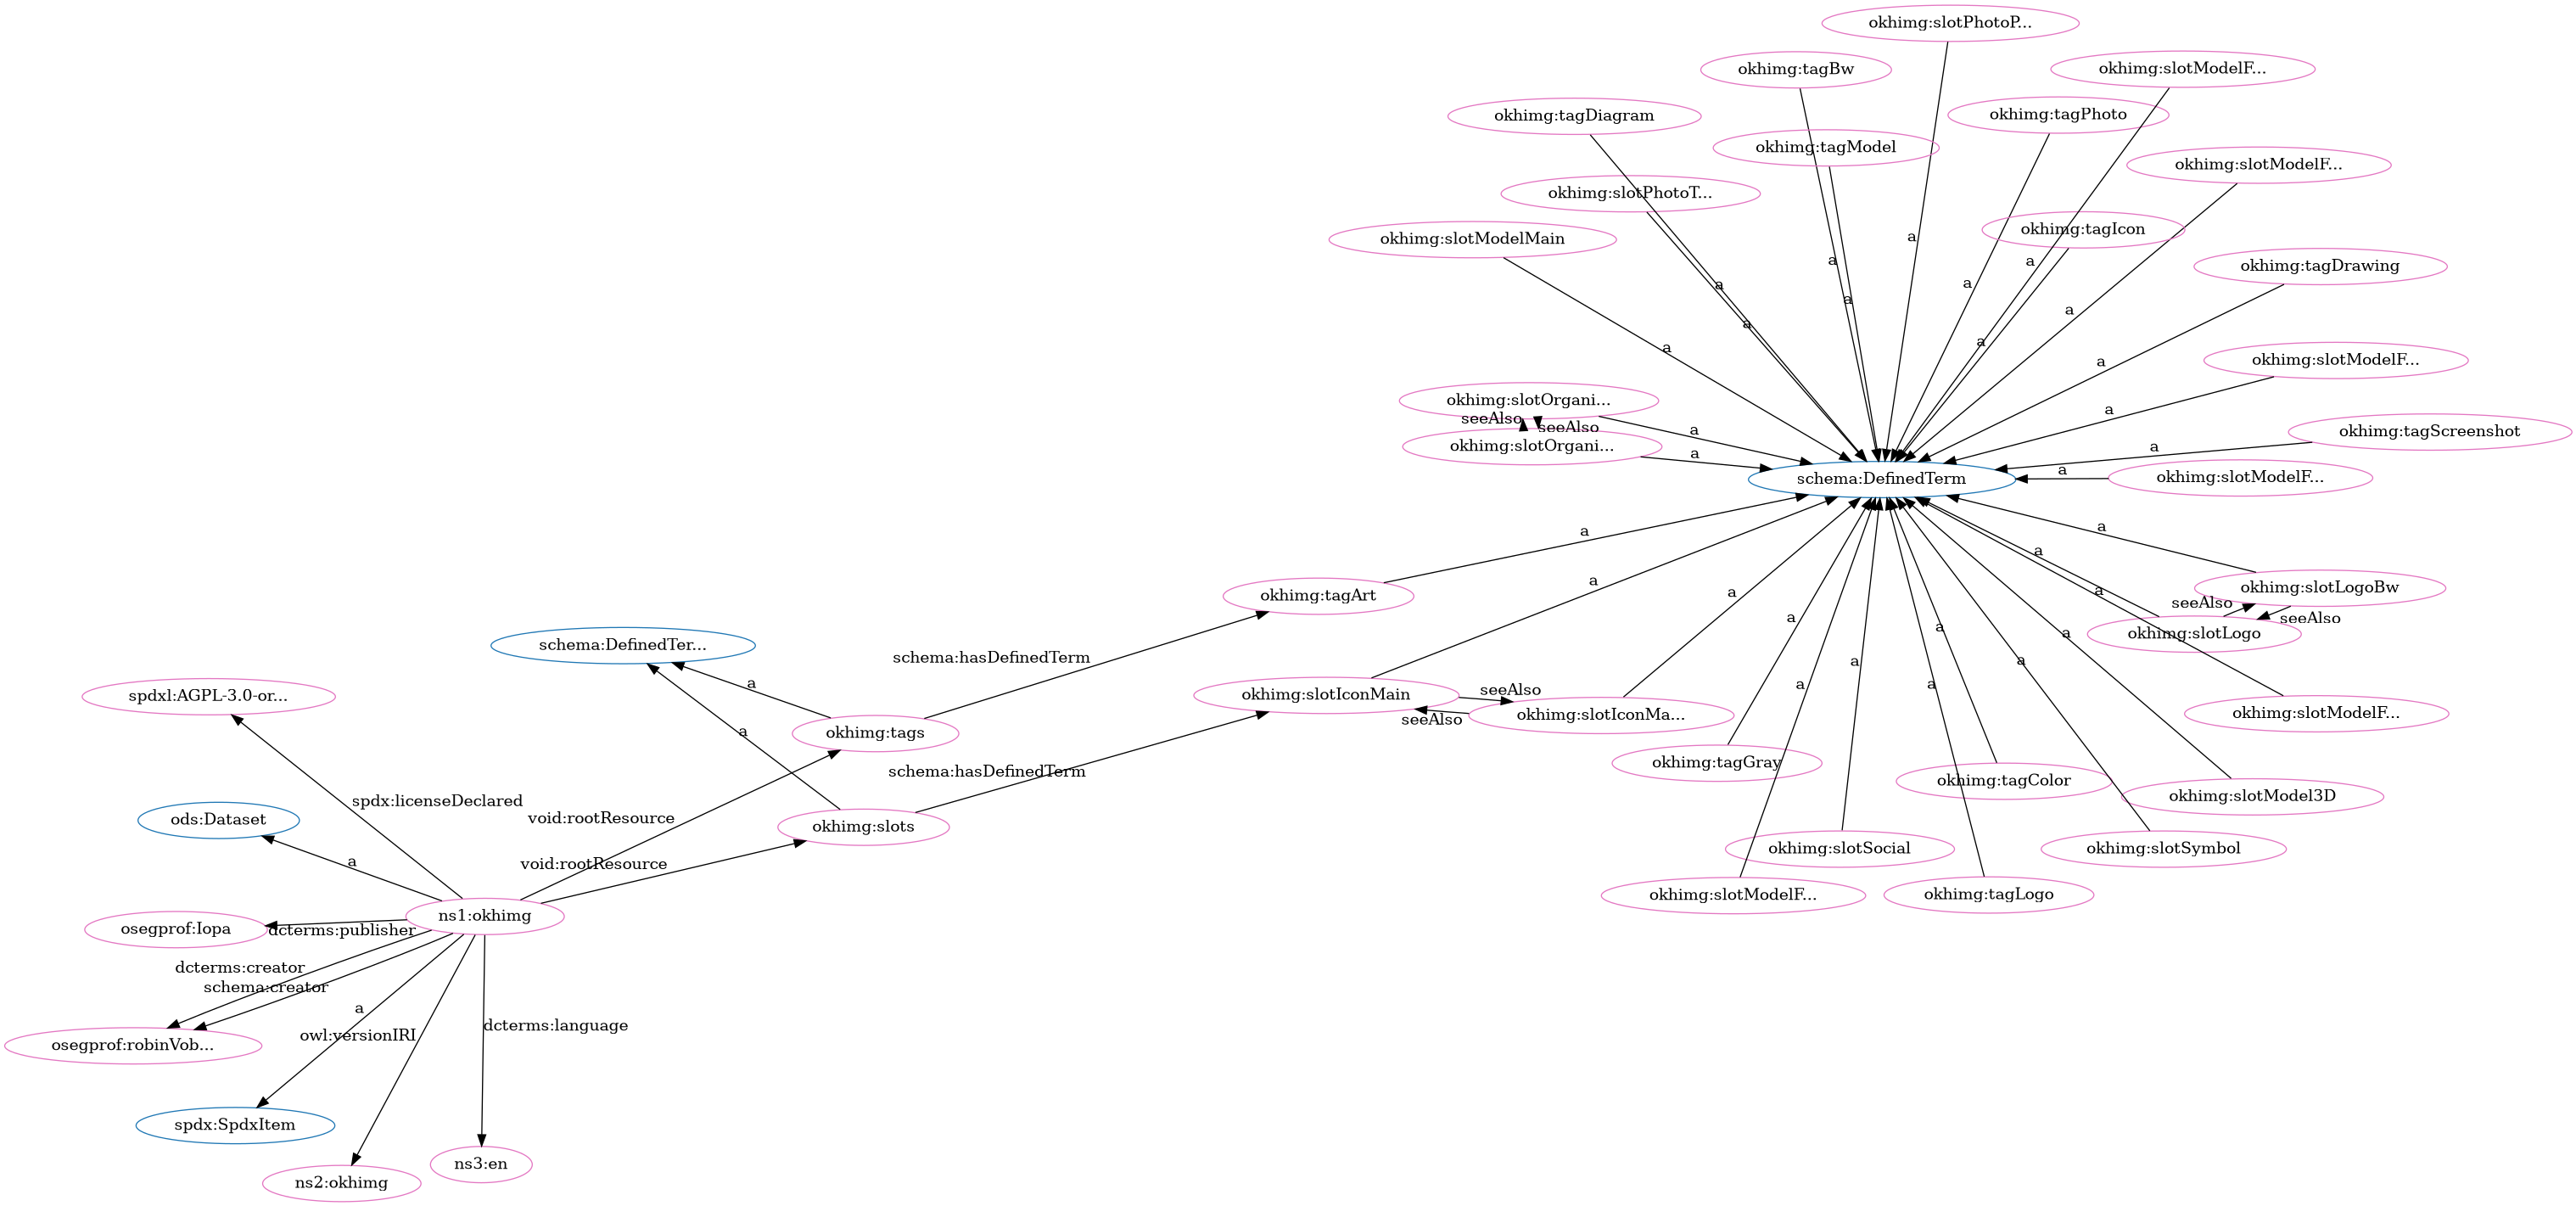 okhimg:slotPhotoP...
okhimg:tagBw
okhimg:slotModelF...
okhimg:tagDiagram
okhimg:tagPhoto
okhimg:tagModel
okhimg:slotModelF...
okhimg:slotPhotoT...
okhimg:tagIcon
okhimg:slotModelMain
a
a
a
okhimg:tagDrawing
a
a
a
a
a
a
a
a
okhimg:slotModelF...
a
okhimg:slotOrgani...
a
seeAlso
seeAlso
a
okhimg:tagScreenshot
okhimg:slotOrgani...
a
a
a
okhimg:slotModelF...
schema:DefinedTerm
a
a
a
okhimg:tagArt
a
a
a
okhimg:slotLogoBw
seeAlso
seeAlso
a
a
a
okhimg:slotLogo
schema:DefinedTer...
schema:hasDefinedTerm
a
a
a
a
a
spdxl:AGPL-3.0-or...
okhimg:slotIconMain
seeAlso
okhimg:slotIconMa...
seeAlso
okhimg:slotModelF...
okhimg:tags
a
okhimg:tagGray
schema:hasDefinedTerm
okhimg:tagColor
okhimg:slotModel3D
spdx:licenseDeclared
ods:Dataset
void:rootResource
okhimg:slots
okhimg:slotSocial
okhimg:slotSymbol
a
void:rootResource
okhimg:slotModelF...
okhimg:tagLogo
ns1:okhimg
osegprof:Iopa
dcterms:publisher
dcterms:creator
schema:creator
a
dcterms:language
owl:versionIRI
osegprof:robinVob...
spdx:SpdxItem
ns3:en
ns2:okhimg